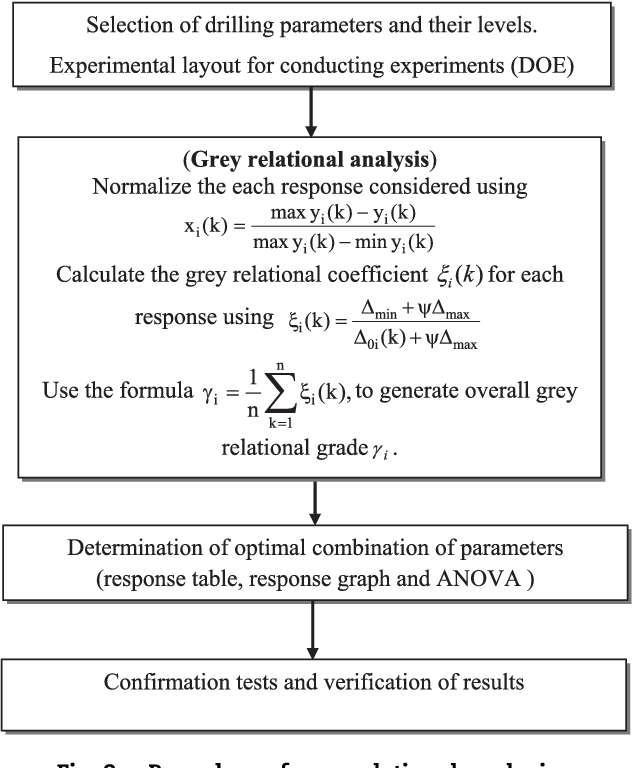 Selection of drilling parameters and their levels.
Experimental layout for conducting experiments (DOE)
(Grey relational analysis)
Normalize the each response considered using
x_i(k) = (max y_i(k) − y_i(k)) / (max y_i(k) − min y_i(k))
Calculate the grey relational coefficient ξ_i(k) for each
response using ξ_i(k) = (Δ_min + ψΔ_max) / (Δ_0i(k) + ψΔ_max)
Use the formula γ_i = (1/n) ∑_{k=1}^{n} ξ_i(k), to generate overall grey
relational grade γ_i.
Determination of optimal combination of parameters
(response table, response graph and ANOVA )
Confirmation tests and verification of results